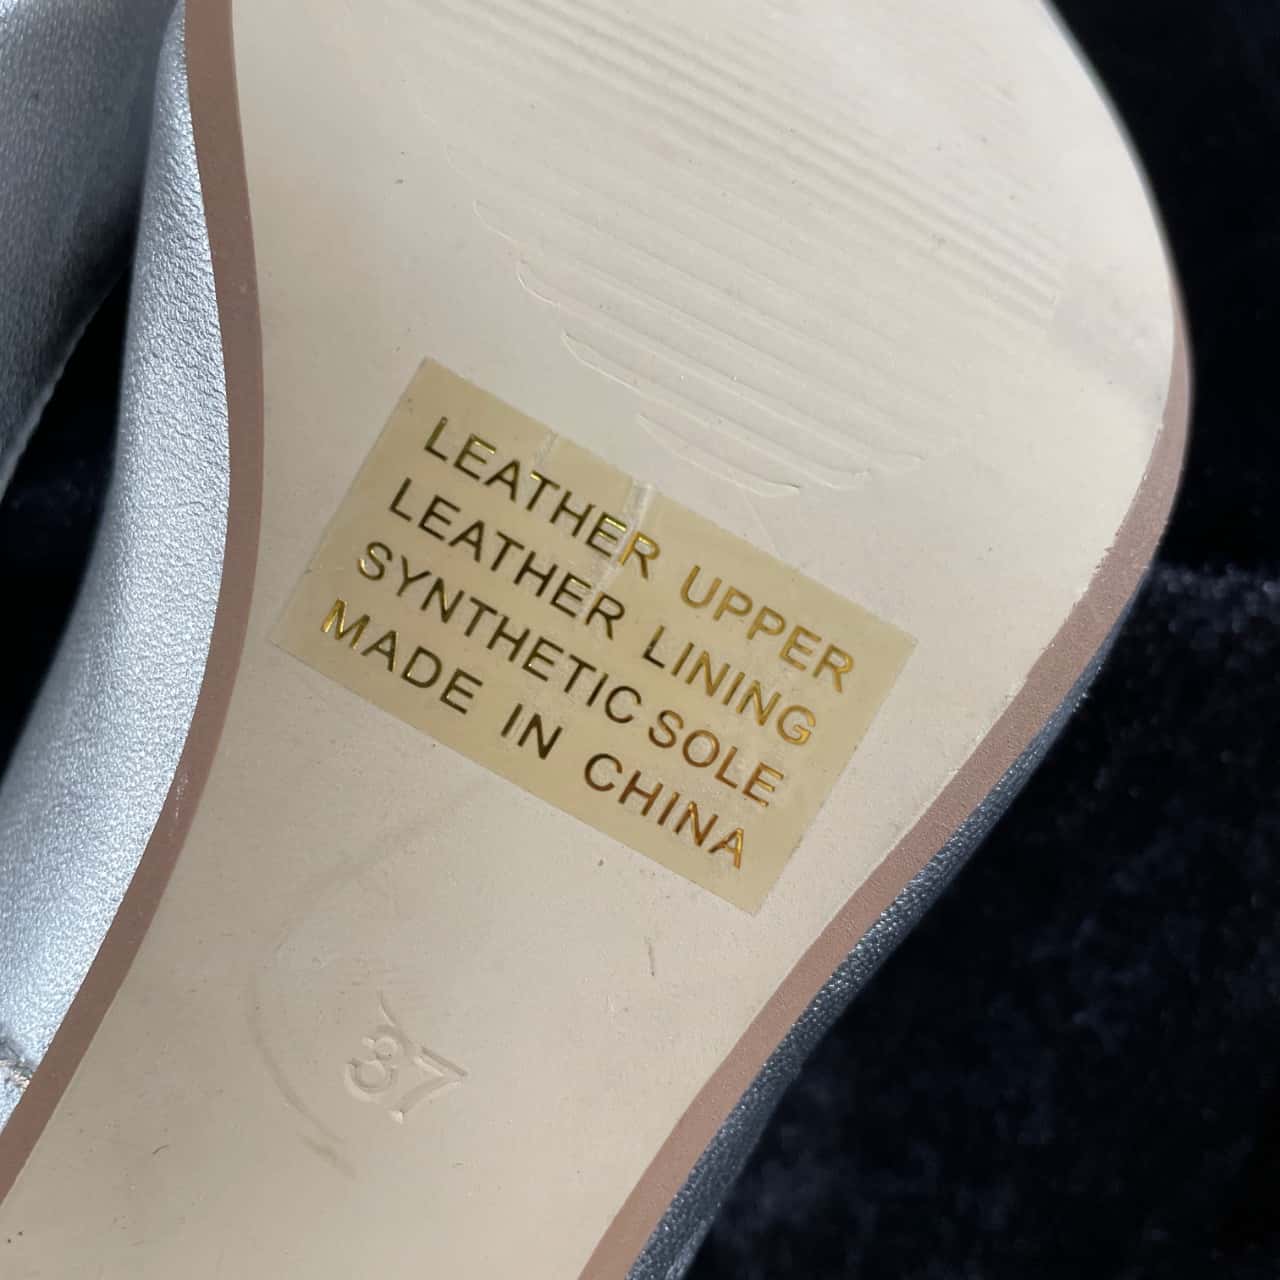 LEATHER UPPER
LEATHER LINING
SYNTHETIC SOLE
MADE IN CHINA
37